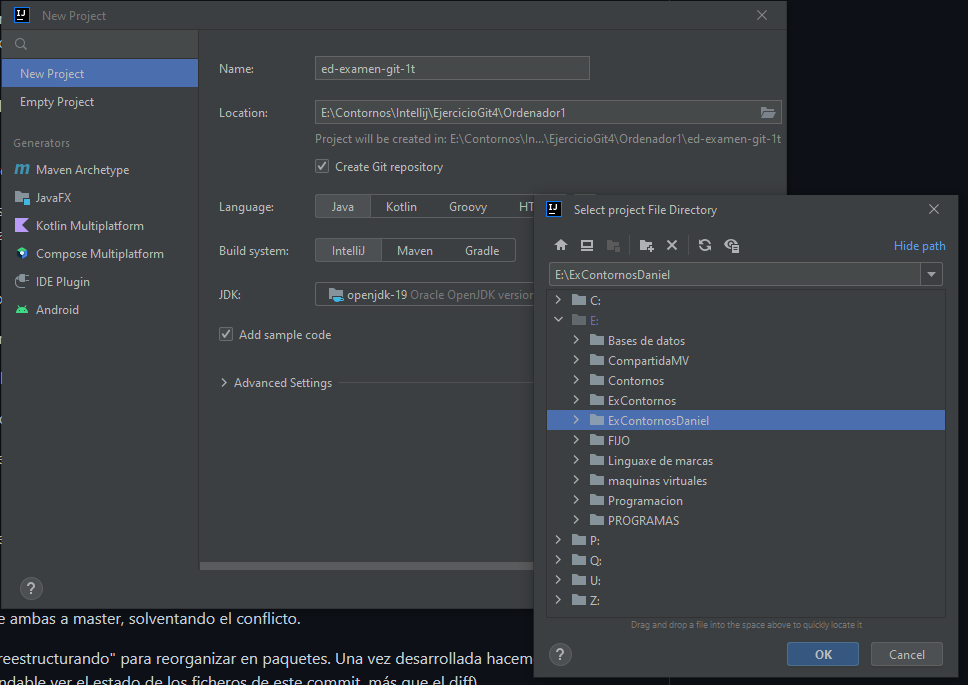 New Project
New Project
Empty Project
Generators
Maven Archetype
JavaFX
Kotlin Multiplatform
Compose Multiplatform
IDE Plugin
Android
Name:
ed-examen-git-1t
Location:
E:\Contornos\Intellij\EjercicioGit4\Ordenador1
Project will be created in: E:\Contornos\In...\EjercicioGit4\Ordenador1\ed-examen-git-1t
Create Git repository
Language:
Java Kotlin Groovy HT
Build system:
IntelliJ Maven Gradle
JDK:
openjdk-19 Oracle OpenJDK version
Add sample code
Advanced Settings
?
Select project File Directory
Hide path
E:\ExContornosDaniel
C:
E:
Bases de datos
CompartidaMV
Contornos
ExContornos
ExContornosDaniel
FIJO
Linguaxe de marcas
maquinas virtuales
Programacion
PROGRAMAS
P:
Q:
U:
Z:
Drag and drop a file into the space above to quickly locate it
?
OK
Cancel
e ambas a master, solventando el conflicto.
reestructurando" para reorganizar en paquetes. Una vez desarrollada hacem
ndable ver el estado de los ficheros de este commit, más que el diff)